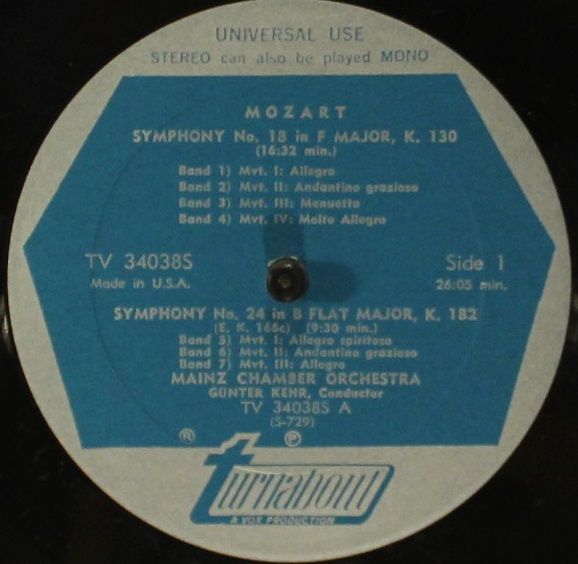 UNIVERSAL USE
STEREO can also be played MONO
MOZART
SYMPHONY No. 18 in F MAJOR, K. 130
(16:32 min.)
Band 1) Mvt. I: Allegro
Band 2) Mvt. II: Andantino grazioso
Band 3) Mvt. III: Menuetto
Band 4) Mvt. IV: Molto Allegro
TV 34038S Side 1
Made in U.S.A. 26:05 min.
SYMPHONY No. 24 in B FLAT MAJOR, K. 182
(E. K. 166c) (9:30 min.)
Band 5) Mvt. I: Allegro spiritoso
Band 6) Mvt. II: Andantino grazioso
Band 7) Mvt. III: Allegro
MAINZ CHAMBER ORCHESTRA
GÜNTER KEHR, Conductor
TV 34038S A
(S-729)
® ℗
turnabout
A VOX PRODUCTION